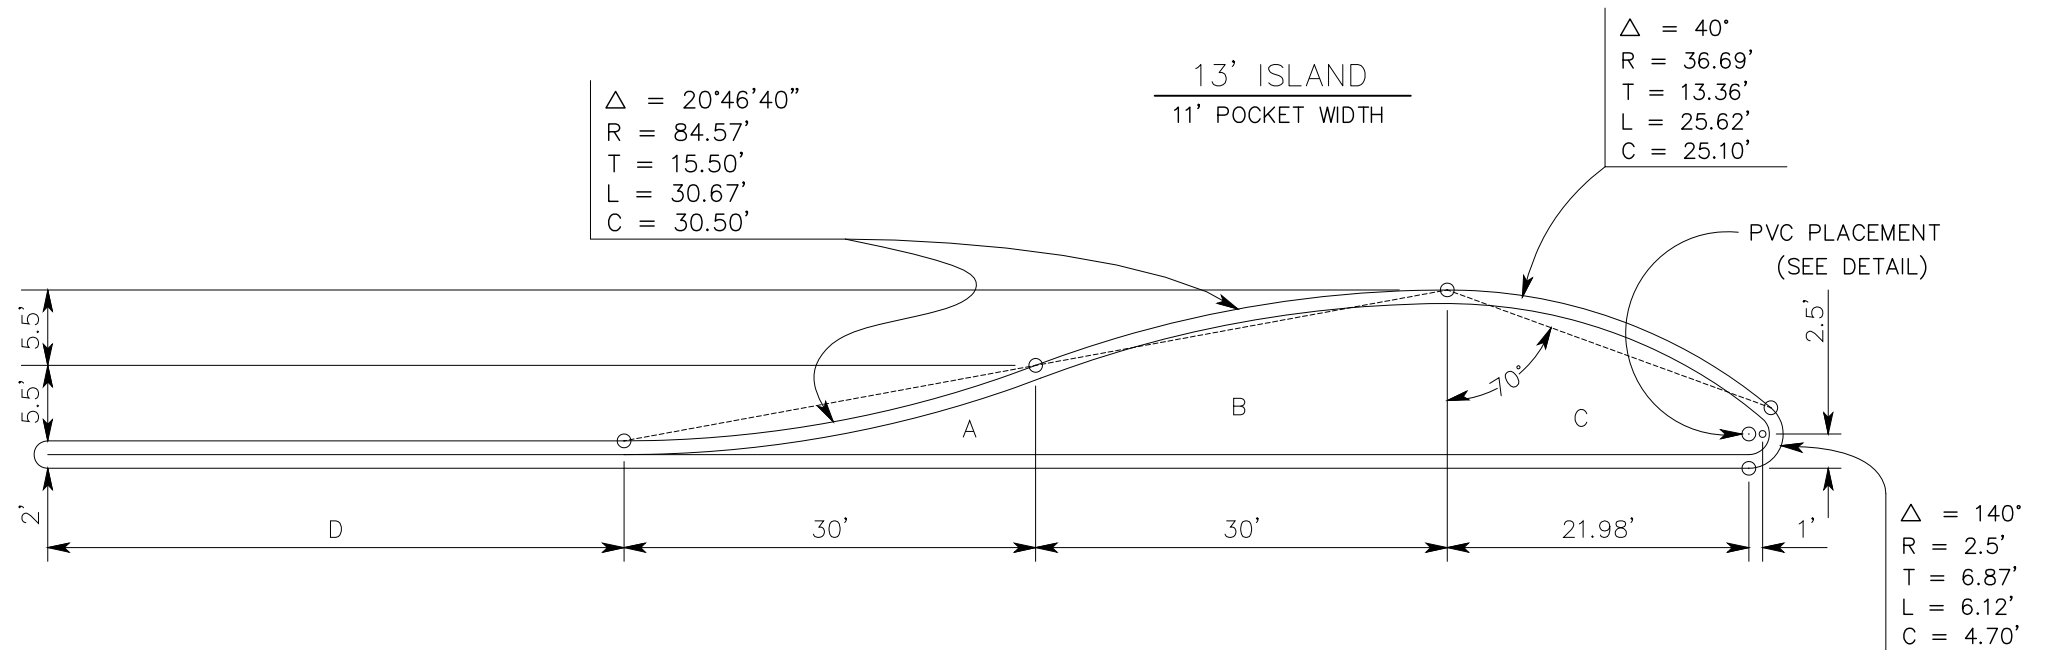 13' ISLAND
11' POCKET WIDTH
△ = 20°46'40"
R = 84.57'
T = 15.50'
L = 30.67'
C = 30.50'
△ = 40°
R = 36.69'
T = 13.36'
L = 25.62'
C = 25.10'
PVC PLACEMENT
(SEE DETAIL)
5.5'
5.5'
2'
2.5'
70°
A
B
C
D
30'
30'
21.98'
1'
△ = 140°
R = 2.5'
T = 6.87'
L = 6.12'
C = 4.70'